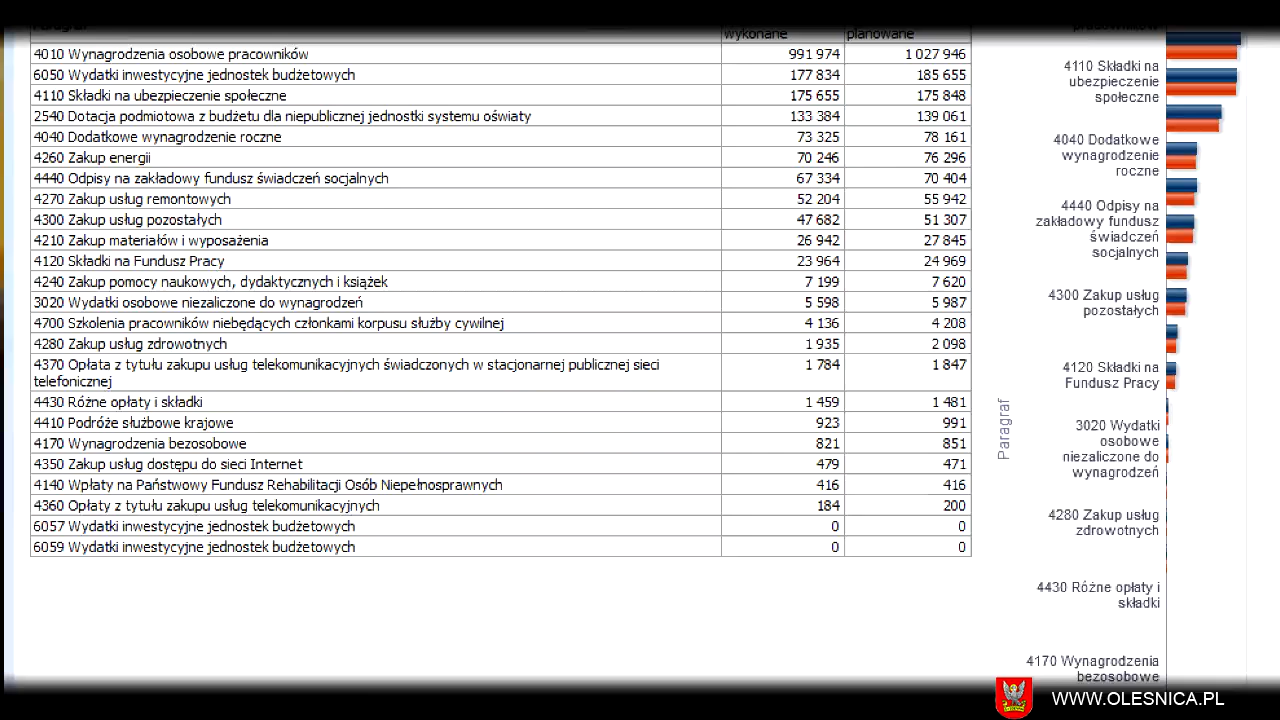 wykonane planowane
4010 Wynagrodzenia osobowe pracowników 991 974 1 027 946
6050 Wydatki inwestycyjne jednostek budżetowych 177 834 185 655
4110 Składki na ubezpieczenie społeczne 175 655 175 848
2540 Dotacja podmiotowa z budżetu dla niepublicznej jednostki systemu oświaty 133 384 139 061
4040 Dodatkowe wynagrodzenie roczne 73 325 78 161
4260 Zakup energii 70 246 76 296
4440 Odpisy na zakładowy fundusz świadczeń socjalnych 67 334 70 404
4270 Zakup usług remontowych 52 204 55 942
4300 Zakup usług pozostałych 47 682 51 307
4210 Zakup materiałów i wyposażenia 26 942 27 845
4120 Składki na Fundusz Pracy 23 964 24 969
4240 Zakup pomocy naukowych, dydaktycznych i książek 7 199 7 620
3020 Wydatki osobowe niezaliczone do wynagrodzeń 5 598 5 987
4700 Szkolenia pracowników niebędących członkami korpusu służby cywilnej 4 136 4 208
4280 Zakup usług zdrowotnych 1 935 2 098
4370 Opłata z tytułu zakupu usług telekomunikacyjnych świadczonych w stacjonarnej publicznej sieci 1 784 1 847
telefonicznej
4430 Różne opłaty i składki 1 459 1 481
4410 Podróże służbowe krajowe 923 991
4170 Wynagrodzenia bezosobowe 821 851
4350 Zakup usług dostępu do sieci Internet 479 471
4140 Wpłaty na Państwowy Fundusz Rehabilitacji Osób Niepełnosprawnych 416 416
4360 Opłaty z tytułu zakupu usług telekomunikacyjnych 184 200
6057 Wydatki inwestycyjne jednostek budżetowych 0 0
6059 Wydatki inwestycyjne jednostek budżetowych 0 0
Paragraf
4110 Składki na
ubezpieczenie
społeczne
4040 Dodatkowe
wynagrodzenie
roczne
4440 Odpisy na
zakładowy fundusz
świadczeń
socjalnych
4300 Zakup usług
pozostałych
4120 Składki na
Fundusz Pracy
3020 Wydatki
osobowe
niezaliczone do
wynagrodzeń
4280 Zakup usług
zdrowotnych
4430 Różne opłaty i
składki
4170 Wynagrodzenia
bezosobowe
WWW.OLESNICA.PL